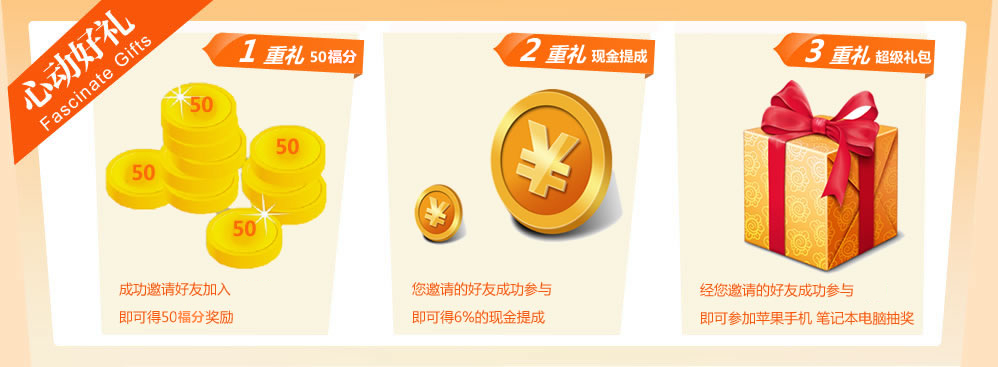 心动好礼
Fascinate Gifts
1 重礼 50福分
2 重礼 现金提成
3 重礼 超级礼包
50
50
50
50
¥
¥
成功邀请好友加入
即可得50福分奖励
您邀请的好友成功参与
即可得6%的现金提成
经您邀请的好友成功参与
即可参加苹果手机 笔记本电脑抽奖